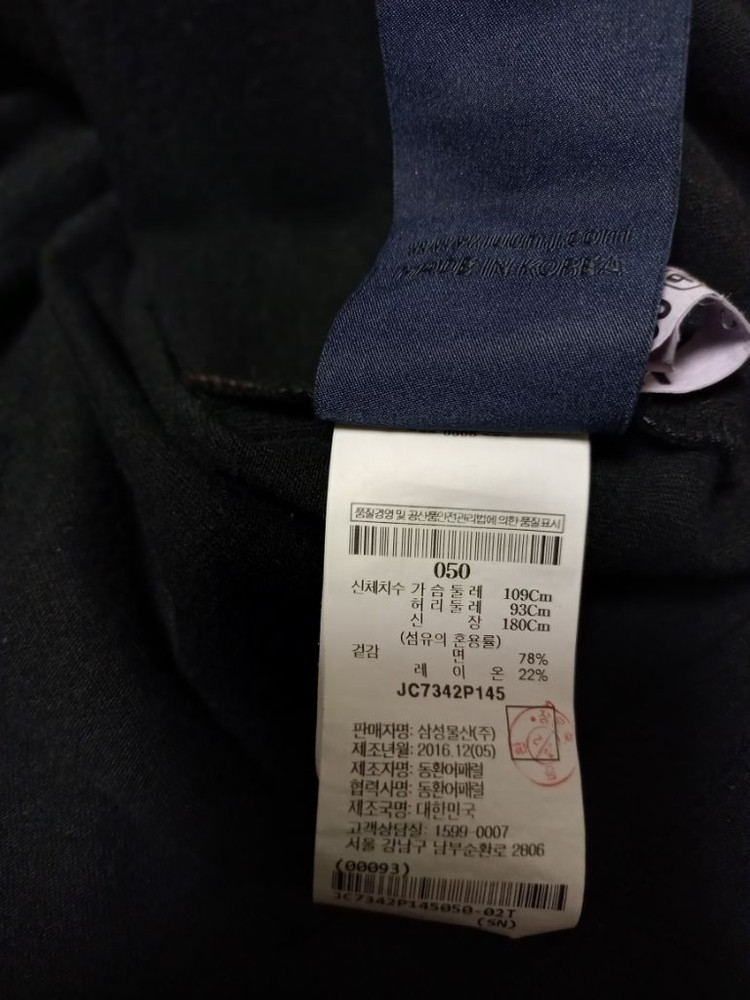 MADE IN KOREA
품질경영 및 공산품안전관리법에 의한 품질표시
050
신체치수 가 슴 둘 레 109Cm
허 리 둘 레 93Cm
신 장 180Cm
(섬유의 혼용률)
겉감 면 78%
레 이 온 22%
JC7342P145
판매자명: 삼성물산(주)
제조년월: 2016.12(05)
제조자명: 동환어패럴
협력사명: 동환어패럴
제조국명: 대한민국
고객상담실: 1599-0007
서울 강남구 남부순환로 2806
(00093)
JC7342P145050-02T
(SN)